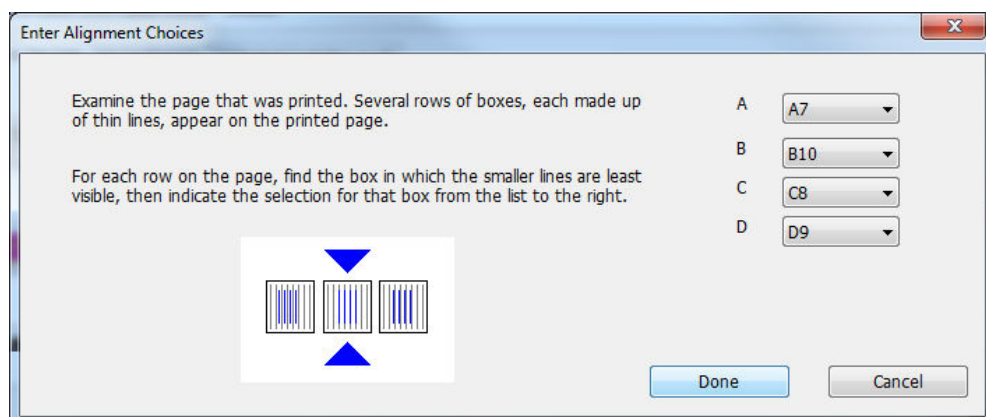 Enter Alignment Choices
Examine the page that was printed. Several rows of boxes, each made up
of thin lines, appear on the printed page.
For each row on the page, find the box in which the smaller lines are least
visible, then indicate the selection for that box from the list to the right.
A A7
B B10
C C8
D D9
Done Cancel